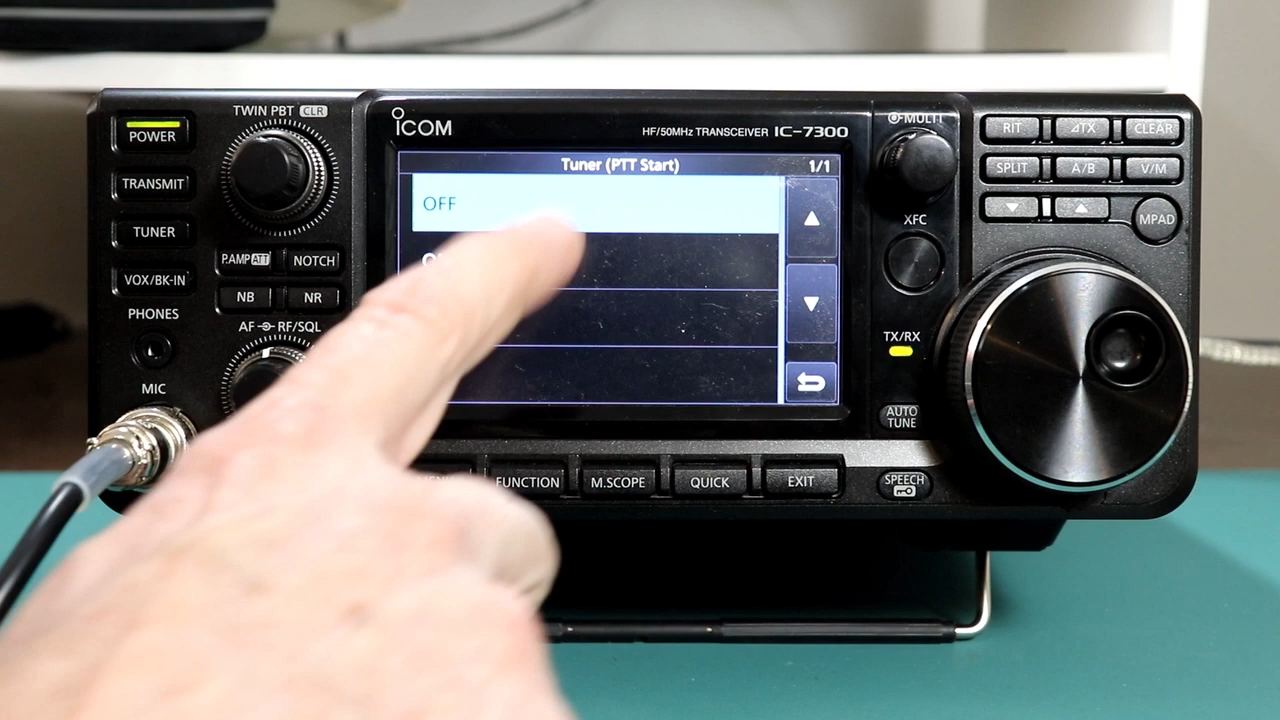 POWER
TRANSMIT
TUNER
VOX/BK-IN
PHONES
MIC
TWIN PBT CLR
P.AMP ATT
NOTCH
NB
NR
AF RF/SQL
ICOM
HF/50MHz TRANSCEIVER IC-7300
Tuner (PTT Start) 1/1
OFF
FUNCTION
M.SCOPE
QUICK
EXIT
MULTI
XFC
TX/RX
AUTO
TUNE
SPEECH
RIT
⊿TX
CLEAR
SPLIT
A/B
V/M
MPAD